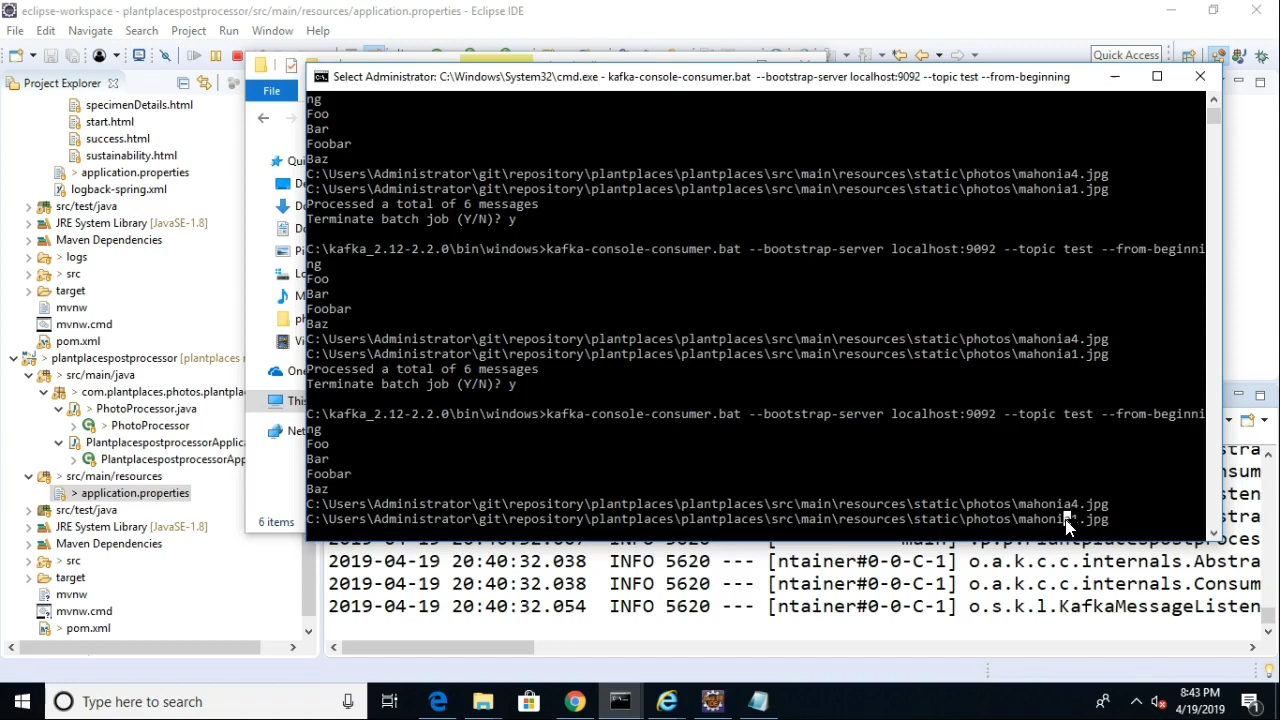 eclipse-workspace - plantplacespostprocessor/src/main/resources/application.properties - Eclipse IDE
File Edit Navigate Search Project Run Window Help
Quick Access
Project Explorer
specimenDetails.html
start.html
success.html
sustainability.html
> application.properties
logback-spring.xml
> src/test/java
JRE System Library [JavaSE-1.8]
Maven Dependencies
> logs
> src
target
mvnw
mvnw.cmd
pom.xml
> plantplacespostprocessor [plantplaces
> src/main/java
> com.plantplaces.photos.plantpla
> PhotoProcessor.java
> PhotoProcessor
PlantplacespostprocessorApplica
PlantplacespostprocessorApp
> src/main/resources
> application.properties
> src/test/java
JRE System Library [JavaSE-1.8]
Maven Dependencies
> src
> target
mvnw
mvnw.cmd
> pom.xml
File
6 items
Select Administrator: C:\Windows\System32\cmd.exe - kafka-console-consumer.bat --bootstrap-server localhost:9092 --topic test --from-beginning
ng
Foo
Bar
Foobar
Baz
C:\Users\Administrator\git\repository\plantplaces\plantplaces\src\main\resources\static\photos\mahonia4.jpg
C:\Users\Administrator\git\repository\plantplaces\plantplaces\src\main\resources\static\photos\mahonia1.jpg
Processed a total of 6 messages
Terminate batch job (Y/N)? y
C:\kafka_2.12-2.2.0\bin\windows>kafka-console-consumer.bat --bootstrap-server localhost:9092 --topic test --from-beginni
ng
Foo
Bar
Foobar
Baz
C:\Users\Administrator\git\repository\plantplaces\plantplaces\src\main\resources\static\photos\mahonia4.jpg
C:\Users\Administrator\git\repository\plantplaces\plantplaces\src\main\resources\static\photos\mahonia1.jpg
Processed a total of 6 messages
Terminate batch job (Y/N)? y
C:\kafka_2.12-2.2.0\bin\windows>kafka-console-consumer.bat --bootstrap-server localhost:9092 --topic test --from-beginni
ng
Foo
Bar
Foobar
Baz
C:\Users\Administrator\git\repository\plantplaces\plantplaces\src\main\resources\static\photos\mahonia4.jpg
C:\Users\Administrator\git\repository\plantplaces\plantplaces\src\main\resources\static\photos\mahonia1.jpg
2019-04-19 20:40:32.038 INFO 5620 --- [ntainer#0-0-C-1] o.a.k.c.c.internals.Abstra
2019-04-19 20:40:32.038 INFO 5620 --- [ntainer#0-0-C-1] o.a.k.c.c.internals.Consum
2019-04-19 20:40:32.054 INFO 5620 --- [ntainer#0-0-C-1] o.s.k.l.KafkaMessageListen
Type here to search
8:43 PM
4/19/2019